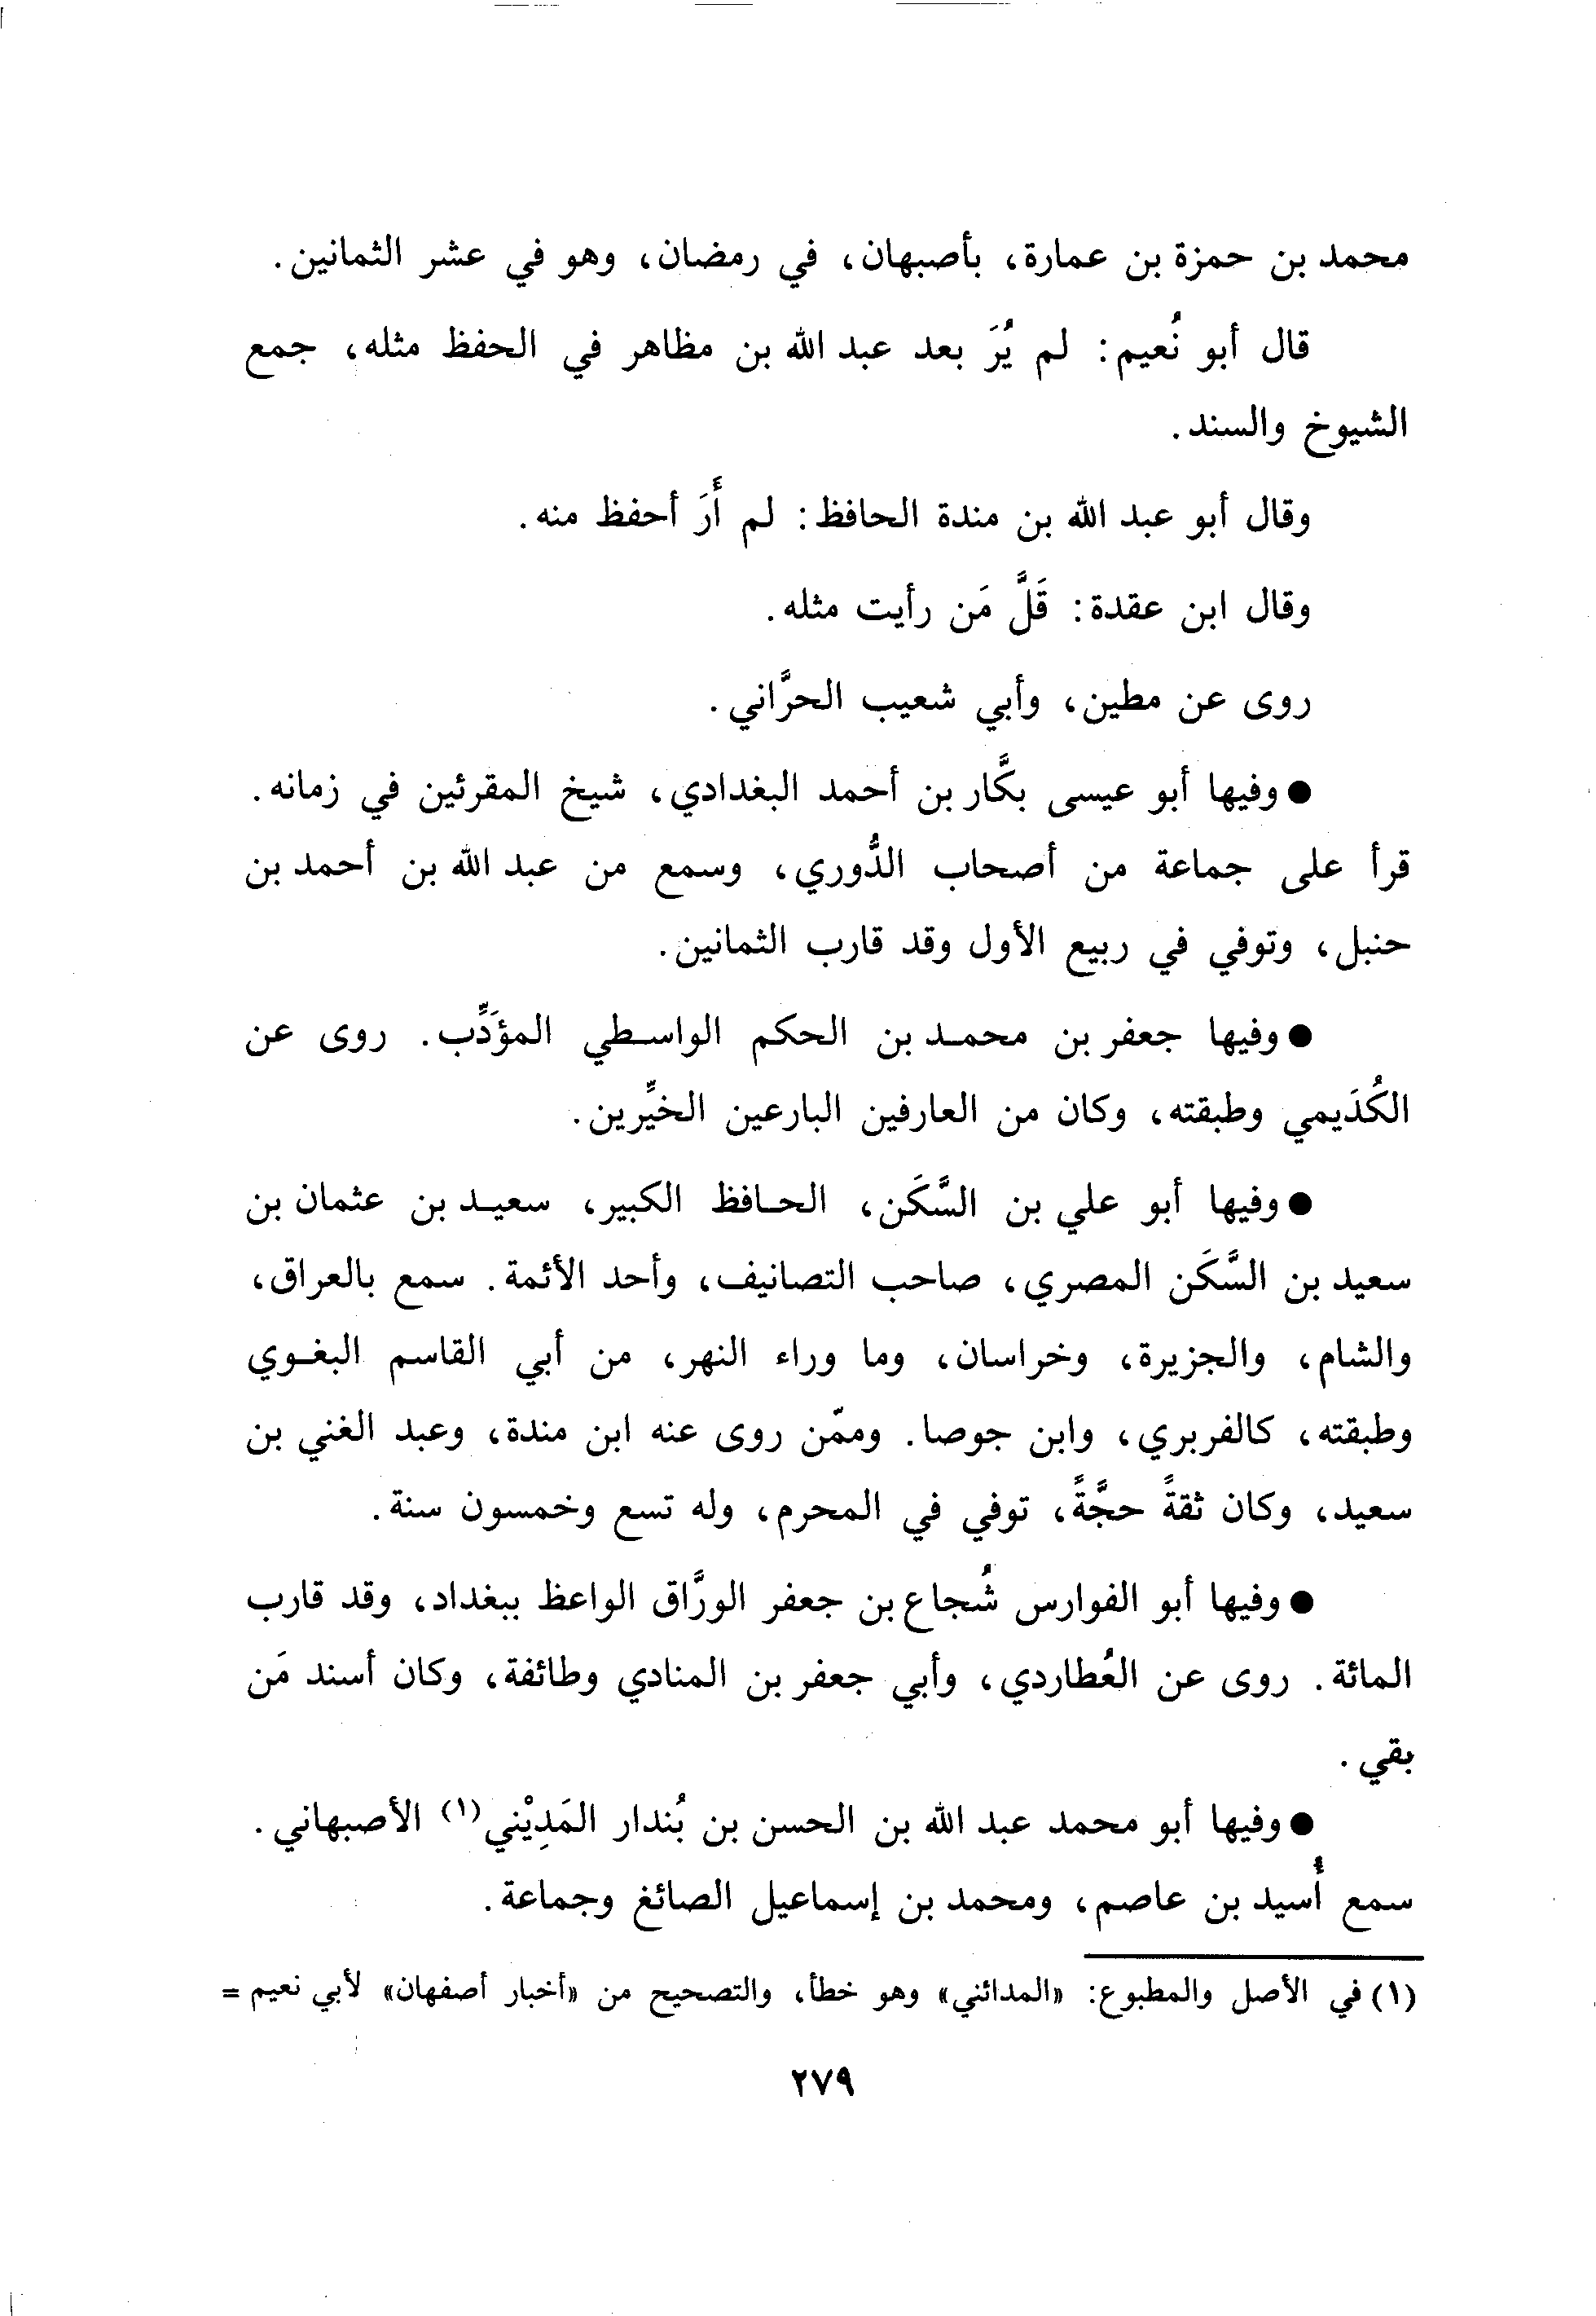 محمد بن حمزة بن عمارة، بأصبهان، في رمضان، وهو في عشر الثمانين.
قال أبو نُعيم: لم يُرَ بعد عبد الله بن مظاهر في الحفظ مثله، جمع
الشيوخ والسند.
وقال أبو عبد الله بن مندة الحافظ: لم أَرَ أحفظ منه.
وقال ابن عقدة: قَلَّ مَن رأيت مثله.
روى عن مطين، وأبي شعيب الحرَّاني.
● وفيها أبو عيسى بكَّار بن أحمد البغدادي، شيخ المقرئين في زمانه.
قرأ على جماعة من أصحاب الدُّوري، وسمع من عبد الله بن أحمد بن
حنبل، وتوفي في ربيع الأول وقد قارب الثمانين.
● وفيها جعفر بن محمد بن الحكم الواسطي المؤدِّب. روى عن
الكُدَيمي وطبقته، وكان من العارفين البارعين الخيِّرين.
● وفيها أبو علي بن السَّكَن، الحافظ الكبير، سعيد بن عثمان بن
سعيد بن السَّكَن المصري، صاحب التصانيف، وأحد الأئمة. سمع بالعراق،
والشام، والجزيرة، وخراسان، وما وراء النهر، من أبي القاسم البغوي
وطبقته، كالفربري، وابن جوصا. وممّن روى عنه ابن مندة، وعبد الغني بن
سعيد، وكان ثقةً حجَّةً، توفي في المحرم، وله تسع وخمسون سنة.
● وفيها أبو الفوارس شُجاع بن جعفر الورَّاق الواعظ ببغداد، وقد قارب
المائة. روى عن العُطاردي، وأبي جعفر بن المنادي وطائفة، وكان أسند مَن
بقي.
● وفيها أبو محمد عبد الله بن الحسن بن بُندار المَدِيْني(١) الأصبهاني.
سمع أُسيد بن عاصم، ومحمد بن إسماعيل الصائغ وجماعة.
(١) في الأصل والمطبوع: «المدائني» وهو خطأ، والتصحيح من «أخبار أصفهان» لأبي نعيم =
٢٧٩